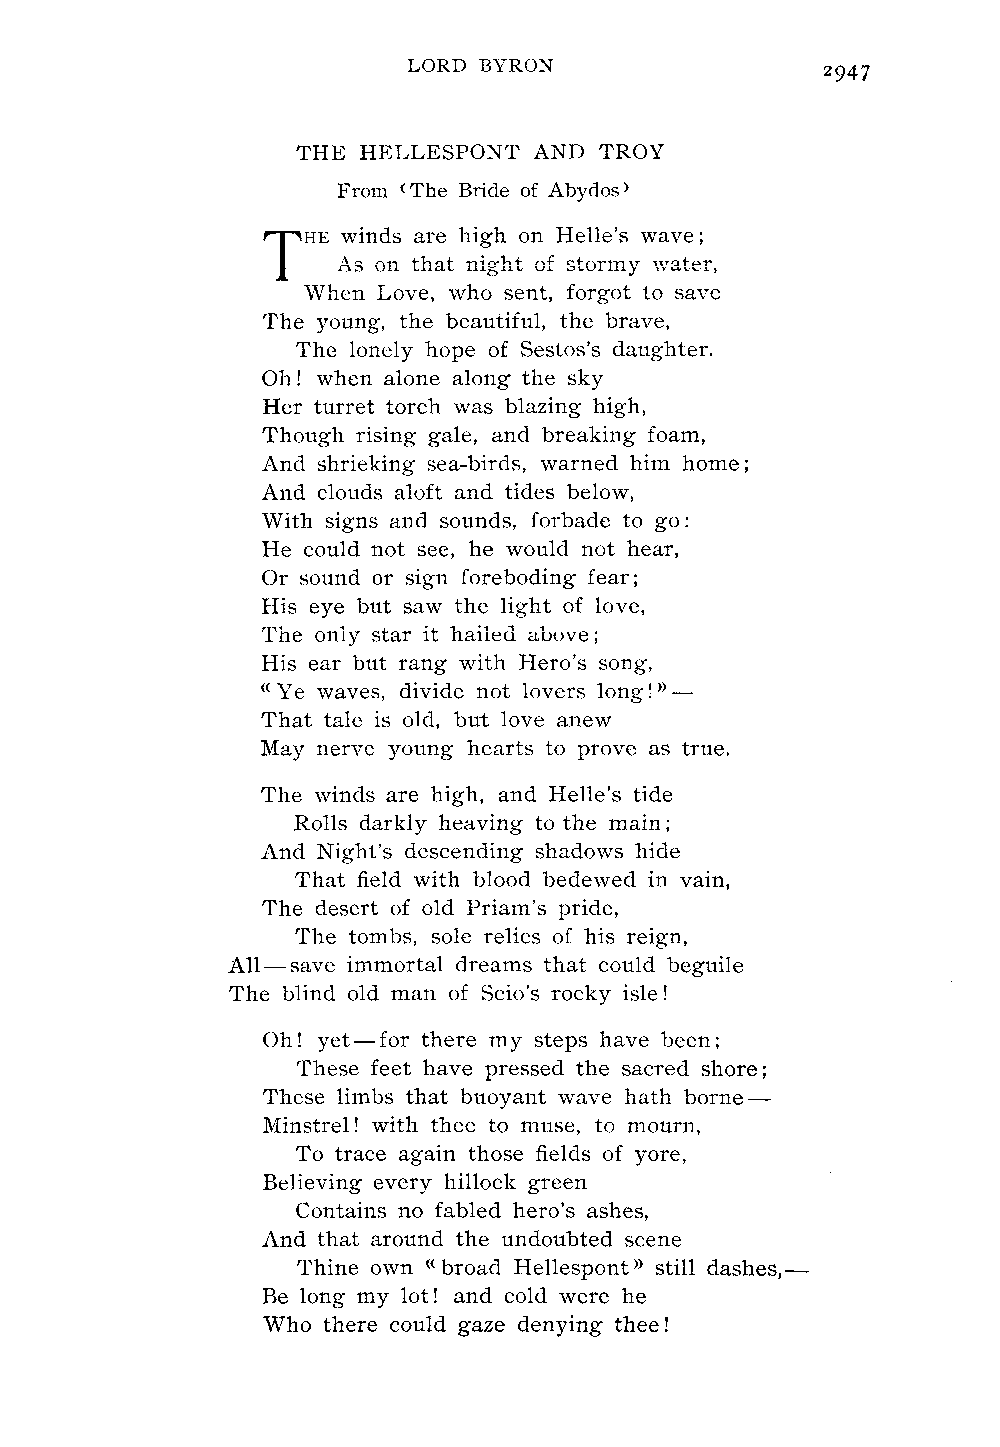 LORD BYRON 2947
THE HELLESPONT AND TROY
From ‹The Bride of Abydos›
THE winds are high on Helle's wave;
As on that night of stormy water,
When Love, who sent, forgot to save
The young, the beautiful, the brave,
The lonely hope of Sestos's daughter.
Oh! when alone along the sky
Her turret torch was blazing high,
Though rising gale, and breaking foam,
And shrieking sea-birds, warned him home;
And clouds aloft and tides below,
With signs and sounds, forbade to go:
He could not see, he would not hear,
Or sound or sign foreboding fear;
His eye but saw the light of love,
The only star it hailed above;
His ear but rang with Hero's song,
«Ye waves, divide not lovers long!»—
That tale is old, but love anew
May nerve young hearts to prove as true.
The winds are high, and Helle's tide
Rolls darkly heaving to the main;
And Night's descending shadows hide
That field with blood bedewed in vain,
The desert of old Priam's pride,
The tombs, sole relics of his reign,
All—save immortal dreams that could beguile
The blind old man of Scio's rocky isle!
Oh! yet—for there my steps have been;
These feet have pressed the sacred shore;
These limbs that buoyant wave hath borne—
Minstrel! with thee to muse, to mourn,
To trace again those fields of yore,
Believing every hillock green
Contains no fabled hero's ashes,
And that around the undoubted scene
Thine own «broad Hellespont» still dashes,—
Be long my lot! and cold were he
Who there could gaze denying thee!